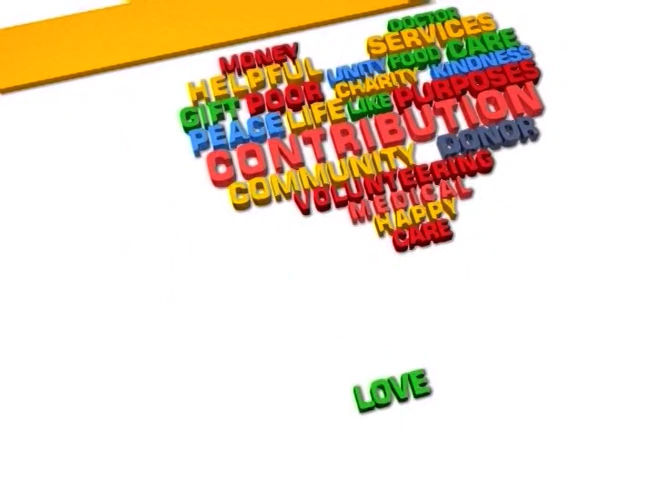 DOCTOR
MONEY SERVICES
HELPFUL UNITY FOOD CARE
GIFT POOR LIFE CHARITY KINDNESS
PEACE LIKE PURPOSES
CONTRIBUTION
COMMUNITY DONOR
VOLUNTEERING
MEDICAL
HAPPY
CARE
LOVE